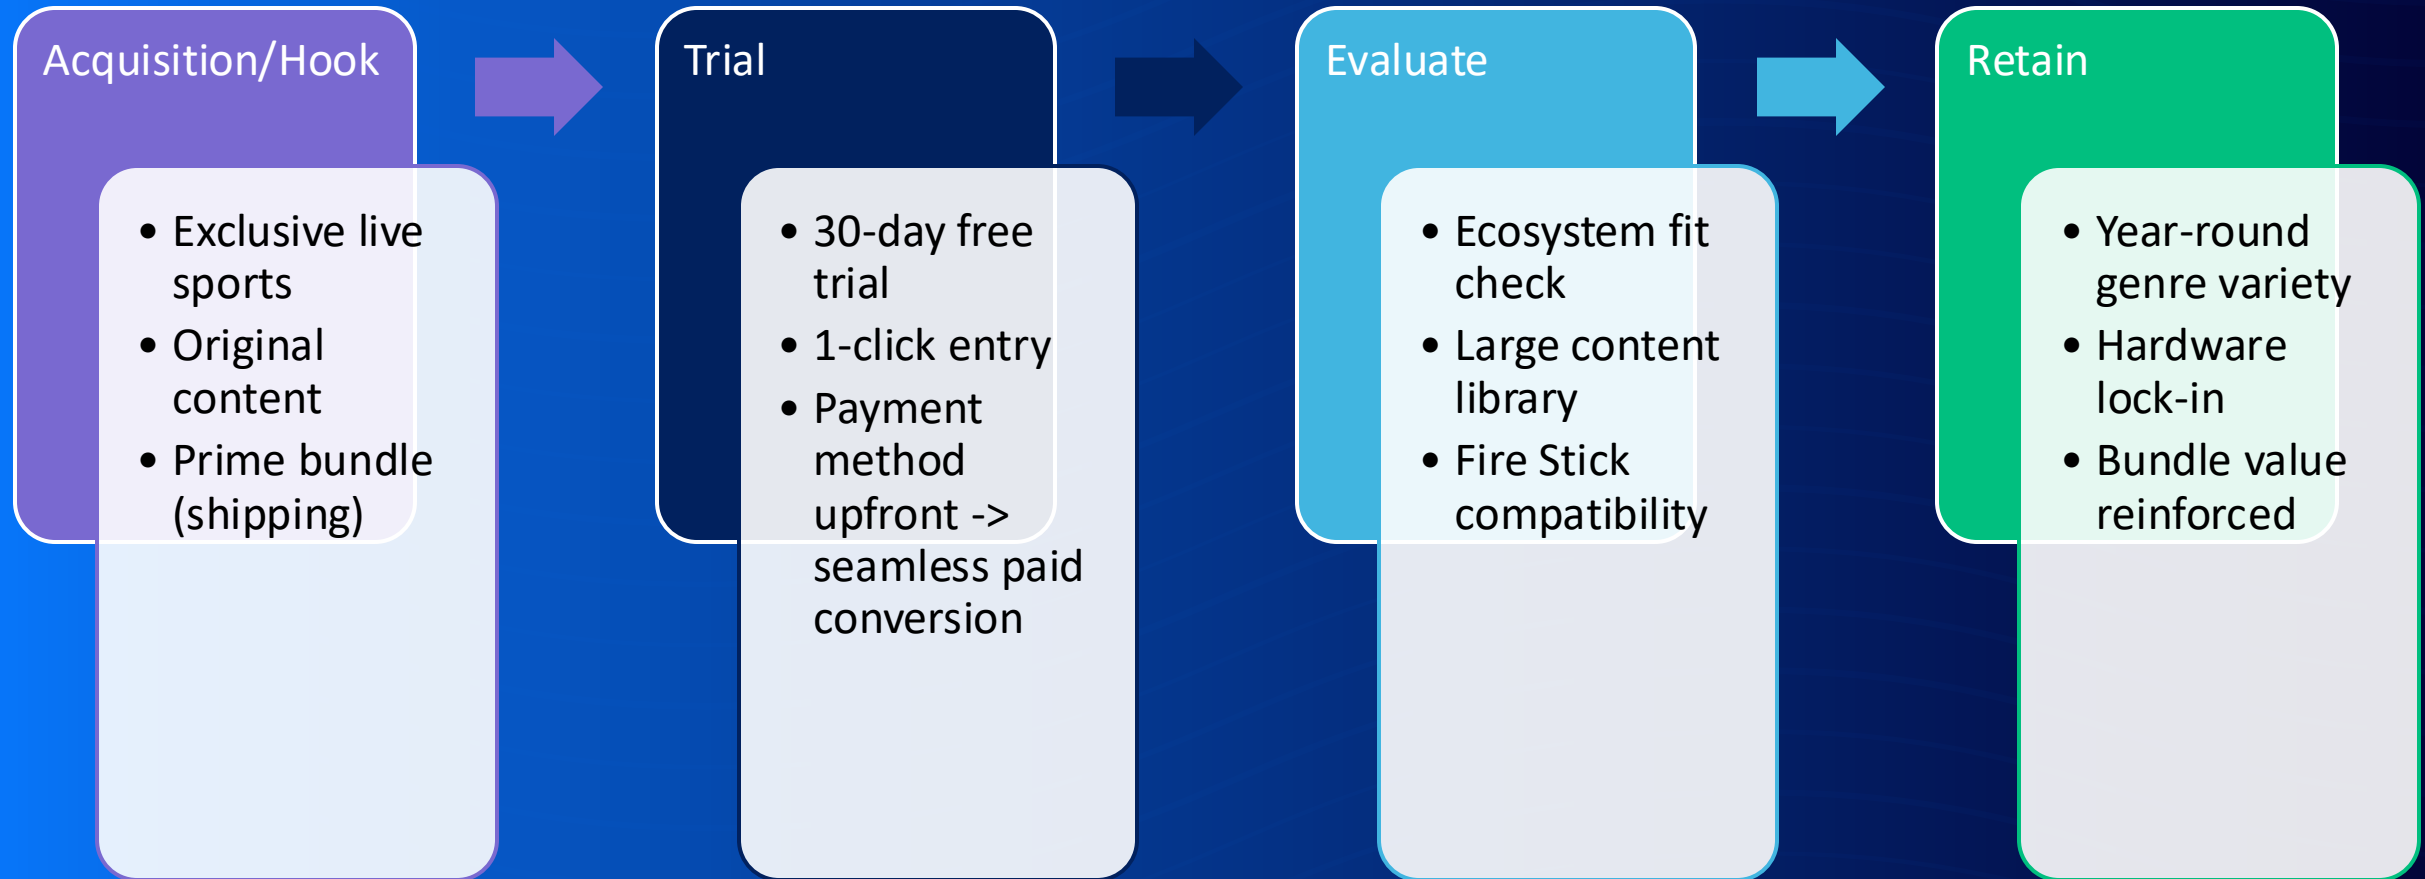 Acquisition/Hook
• Exclusive live
sports
• Original
content
• Prime bundle
(shipping)
Trial
• 30-day free
trial
• 1-click entry
• Payment
method
upfront ->
seamless paid
conversion
Evaluate
• Ecosystem fit
check
• Large content
library
• Fire Stick
compatibility
Retain
• Year-round
genre variety
• Hardware
lock-in
• Bundle value
reinforced